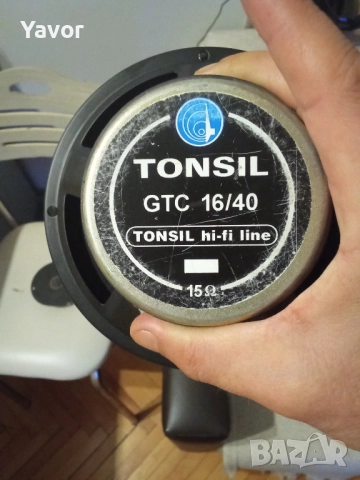 Yavor
TONSIL
GTC 16/40
TONSIL hi-fi line
15Ω
BAZAR